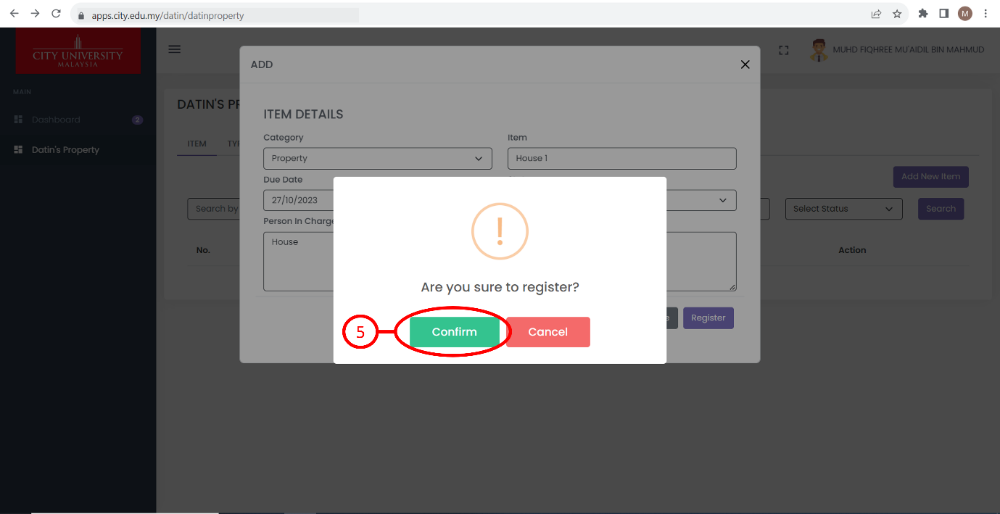 apps.city.edu.my/datin/datinproperty
M
CITY UNIVERSITY
MALAYSIA
MUHD FIQHREE MU'AIDIL BIN MAHMUD
MAIN
Dashboard 2
Datin's Property
DATIN'S
ITEM
Add New Item
Search by
Select Status
Search
No.
Action
ADD
ITEM DETAILS
Category
Item
Property
House 1
Due Date
27/10/2023
Person In Charge
House
Register
!
Are you sure to register?
5
Confirm
Cancel